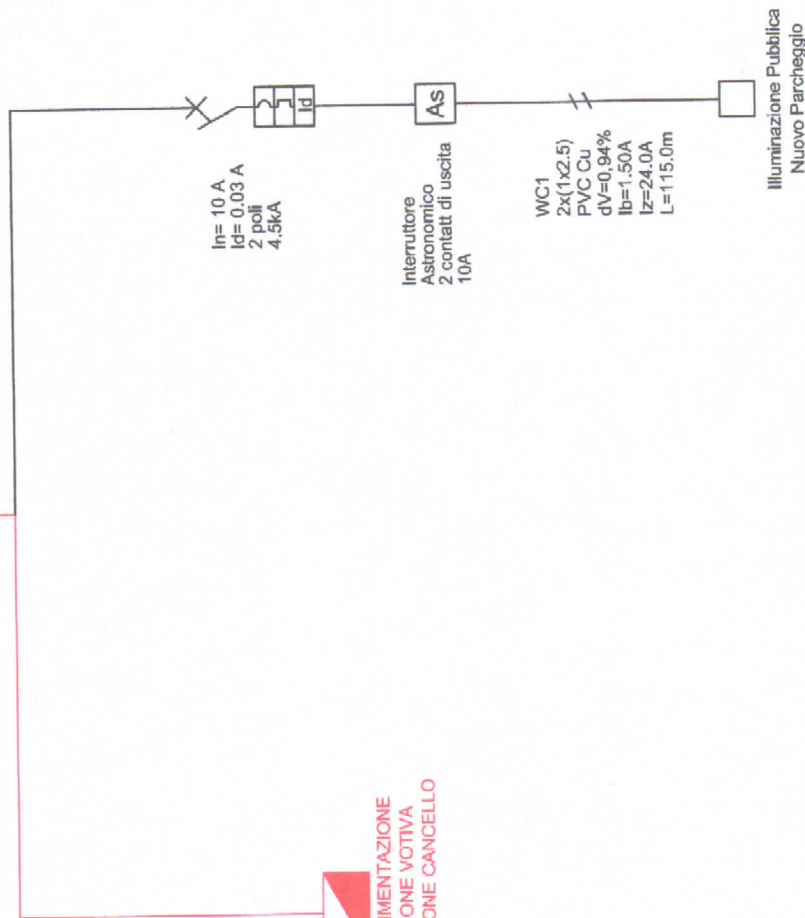 In= 10 A
Id= 0.03 A
2 poli
4.5kA
Id
Interruttore
Astronomico
2 contatt di uscita
10A
As
WC1
2x(1x2.5)
PVC Cu
dV=0,94%
Ib=1.50A
Iz=24.0A
L=115.0m
Illuminazione Pubblica
Nuovo Parcheggio
MENTAZIONE
ONE VOTIVA
ONE CANCELLO